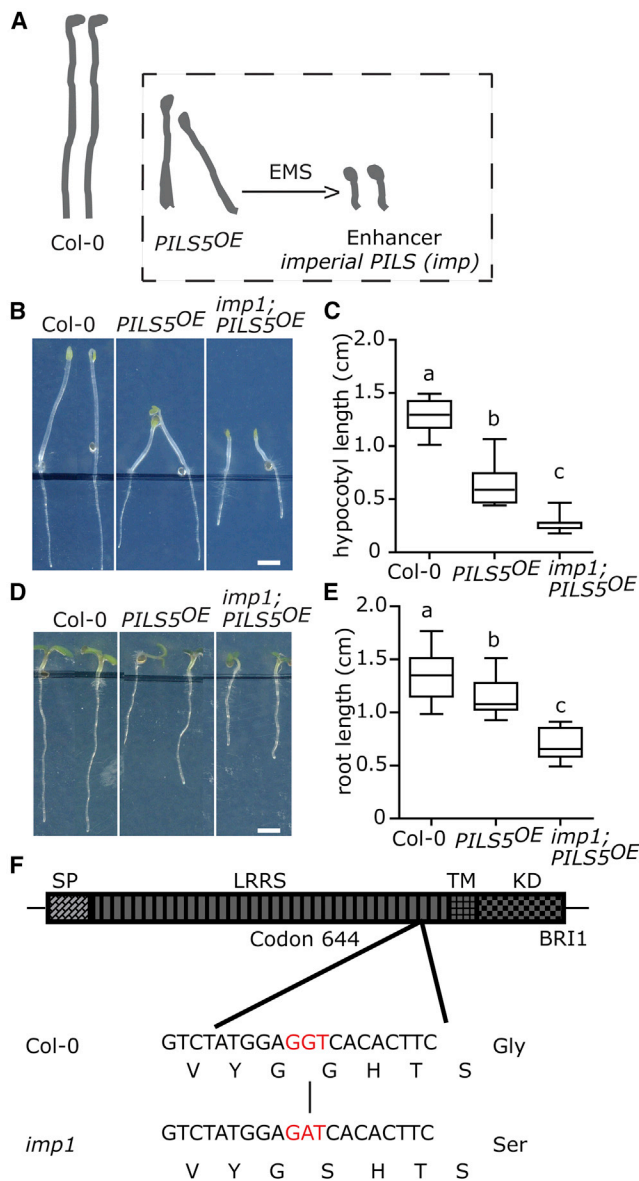 A
EMS
Col-0
PILS5OE
Enhancer
imperial PILS (imp)
B
Col-0
PILS5OE
imp1;
PILS5OE
C
hypocotyl length (cm)
2.0
1.5
1.0
0.5
0
a
b
c
Col-0
PILS5OE
imp1;
PILS5OE
D
Col-0
PILS5OE
imp1;
PILS5OE
E
root length (cm)
2.0
1.5
1.0
0.5
0
a
b
c
Col-0
PILS5OE
imp1;
PILS5OE
F
SP LRRS TM KD
Codon 644 BRI1
Col-0 GTCTATGGAGGTCACACTTC Gly
V Y G G H T S
imp1 GTCTATGGAGATCACACTTC Ser
V Y G S H T S